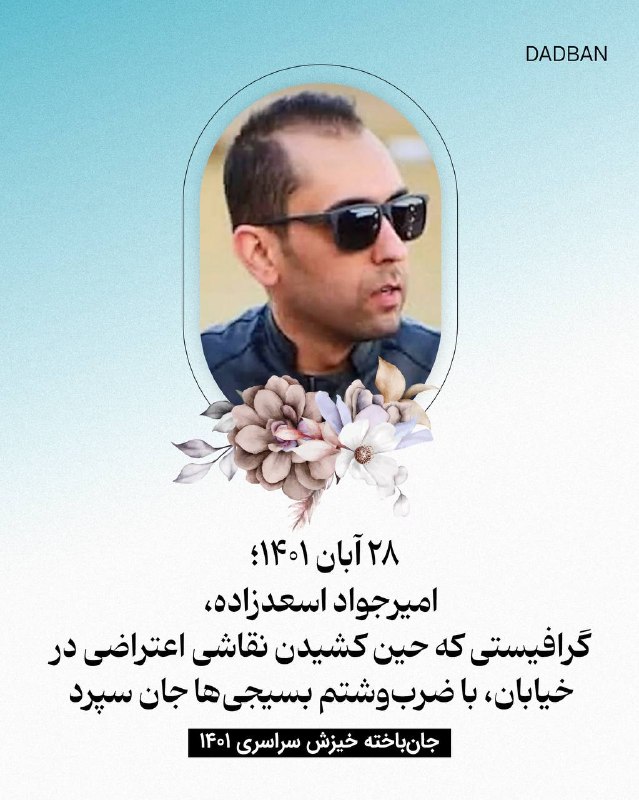 DADBAN
۲۸ آبان ۱۴۰۱؛
امیرجواد اسعدزاده،
گرافیستی که حین کشیدن نقاشی اعتراضی در
خیابان، با ضرب‌وشتم بسیجی‌ها جان سپرد
جان‌باخته خیزش سراسری ۱۴۰۱